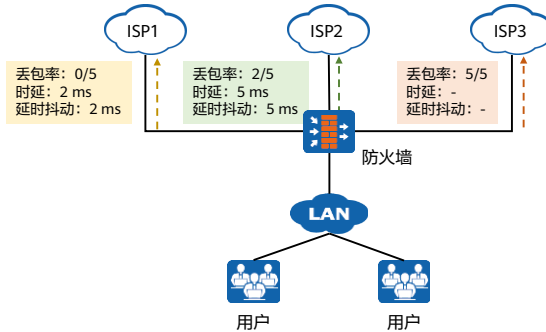 ISP1
ISP2
ISP3
丢包率：0/5
时延：2 ms
延时抖动：2 ms
丢包率：2/5
时延：5 ms
延时抖动：5 ms
丢包率：5/5
时延：-
延时抖动：-
防火墙
LAN
用户
用户